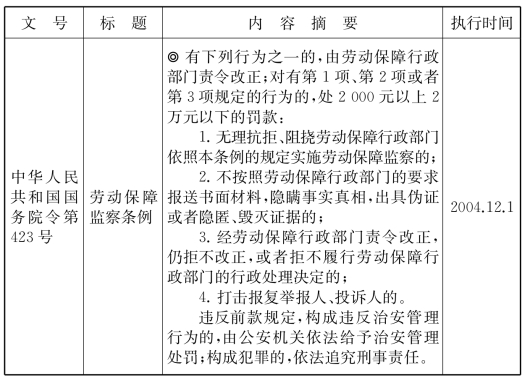 文 号 标 题 内 容 摘 要 执行时间
中华人民
共和国国
务院令第
423号
劳动保障
监察条例
◎ 有下列行为之一的,由劳动保障行政
部门责令改正;对有第1项、第2项或者
第3项规定的行为的,处2 000元以上2
万元以下的罚款:
1. 无理抗拒、阻挠劳动保障行政部门
依照本条例的规定实施劳动保障监察的;
2. 不按照劳动保障行政部门的要求
报送书面材料,隐瞒事实真相,出具伪证
或者隐匿、毁灭证据的;
3. 经劳动保障行政部门责令改正,
仍拒不改正,或者拒不履行劳动保障行
政部门的行政处理决定的;
4. 打击报复举报人、投诉人的。
违反前款规定,构成违反治安管理
行为的,由公安机关依法给予治安管理
处罚;构成犯罪的,依法追究刑事责任。
2004.12.1